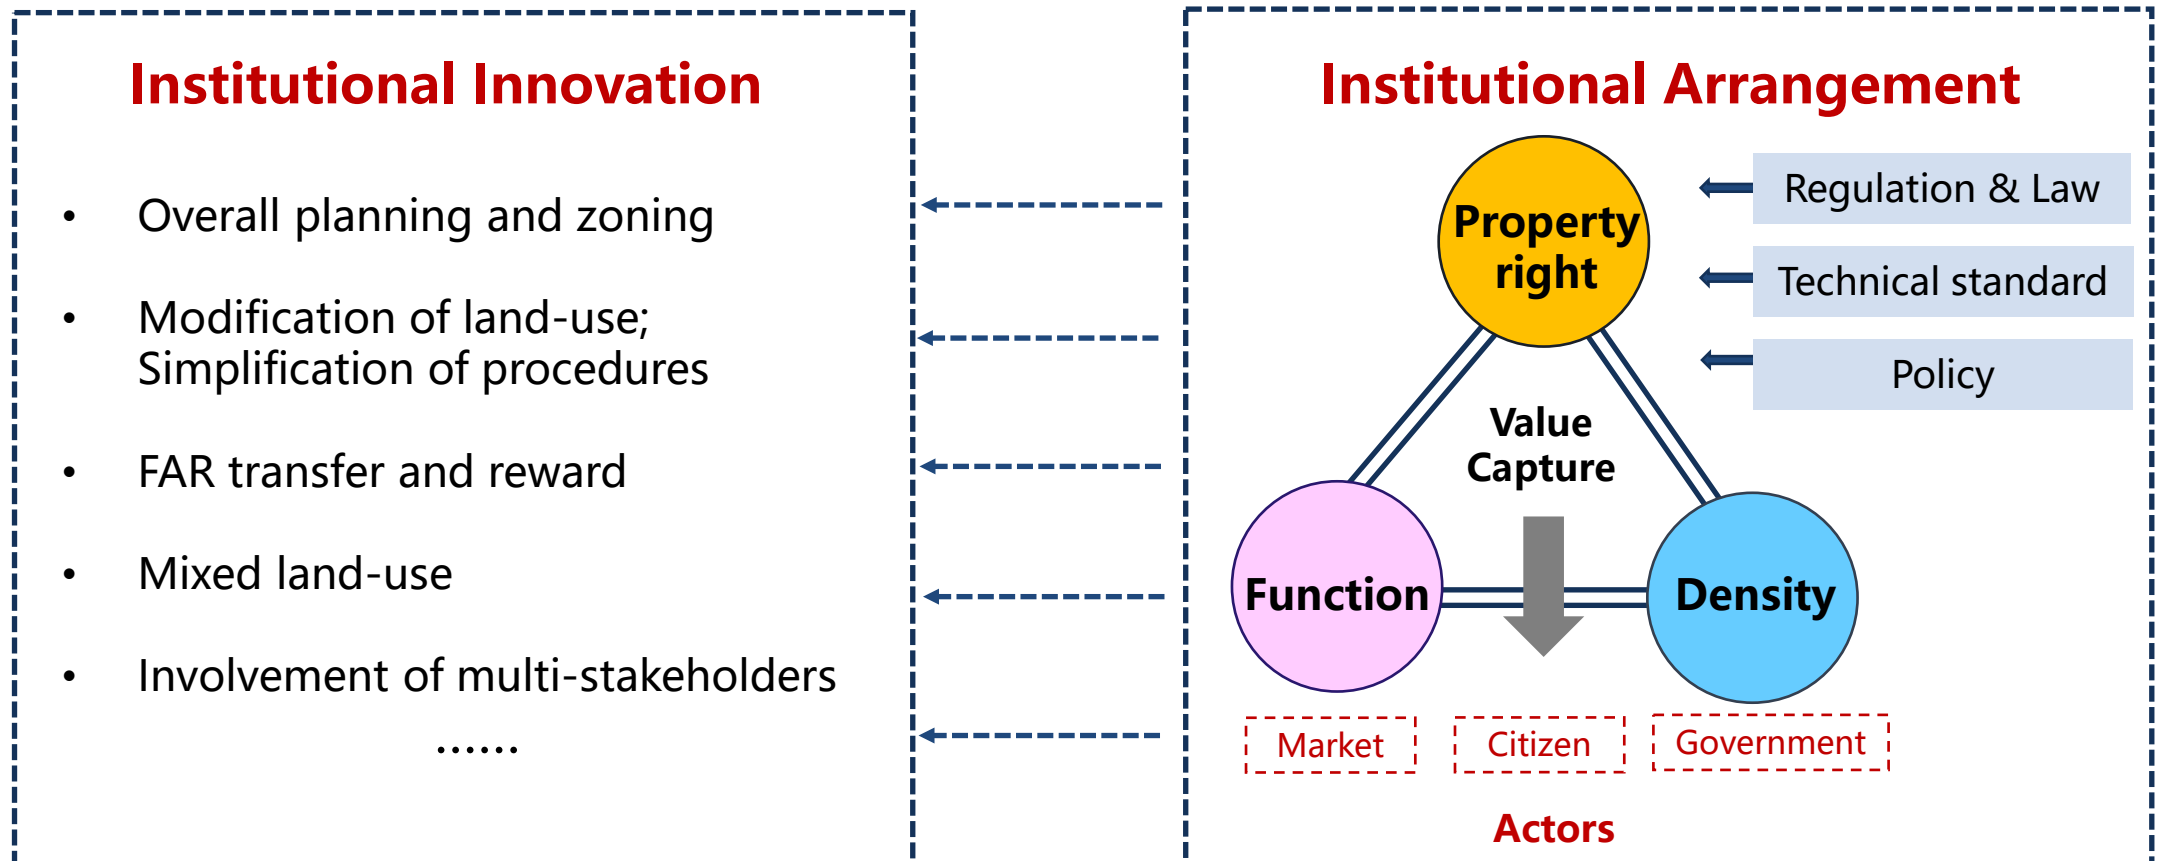 Institutional Innovation
• Overall planning and zoning
• Modification of land-use;
Simplification of procedures
• FAR transfer and reward
• Mixed land-use
• Involvement of multi-stakeholders
......
Institutional Arrangement
Property
right
Regulation & Law
Technical standard
Policy
Value
Capture
Function
Density
Market
Citizen
Government
Actors